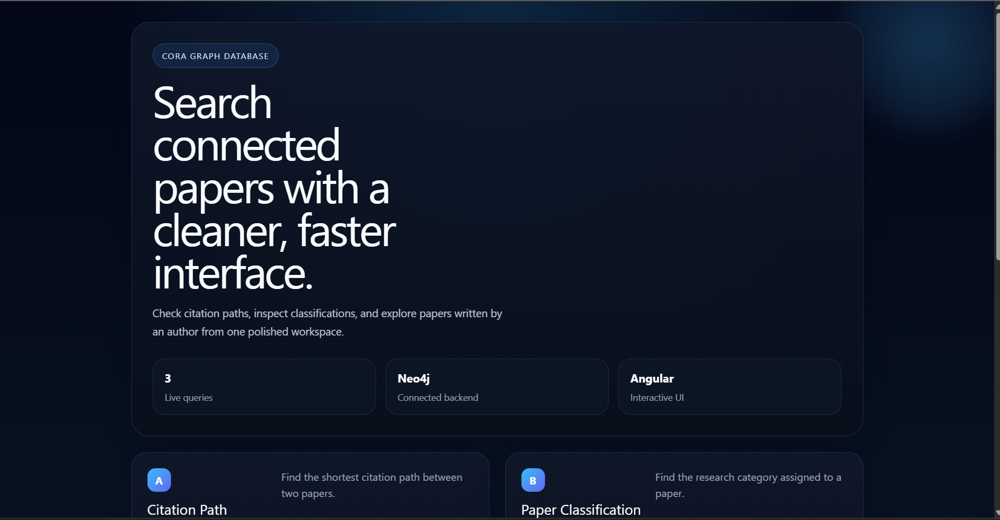 CORA GRAPH DATABASE
Search
connected
papers with a
cleaner, faster
interface.
Check citation paths, inspect classifications, and explore papers written by
an author from one polished workspace.
3
Live queries
Neo4j
Connected backend
Angular
Interactive UI
A
Find the shortest citation path between
two papers.
Citation Path
B
Find the research category assigned to a
paper.
Paper Classification